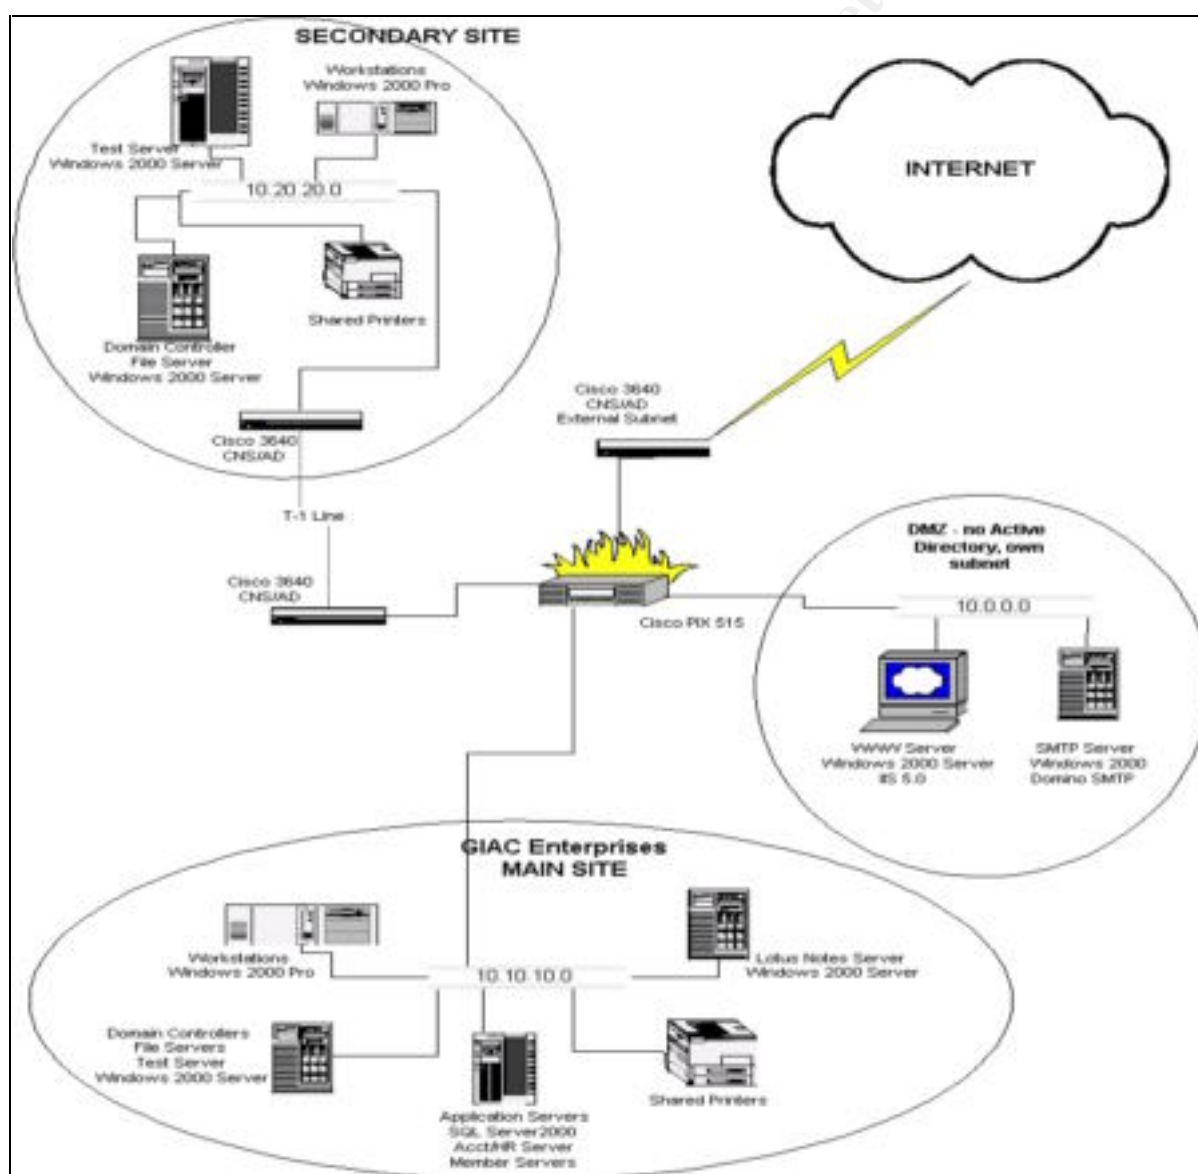 SECONDARY SITE
Workstations
Windows 2000 Pro
Test Server
Windows 2000 Server
10.20.20.0
Shared Printers
Domain Controller
File Server
Windows 2000 Server
Cisco 3640
CNS/AD
T-1 Line
Cisco 3640
CNS/AD
INTERNET
Cisco 3640
CNS/AD
External Subnet
Cisco PIX 515
DMZ - no Active
Directory, own
subnet
10.0.0.0
WWW Server
Windows 2000 Server
IIS 5.0
SMTP Server
Windows 2000
Domino SMTP
GIAC Enterprises
MAIN SITE
Workstations
Windows 2000 Pro
10.10.10.0
Lotus Notes Server
Windows 2000 Server
Domain Controllers
File Servers
Test Server
Windows 2000 Server
Application Servers
SQL Server2000
Acct/HR Server
Member Servers
Shared Printers